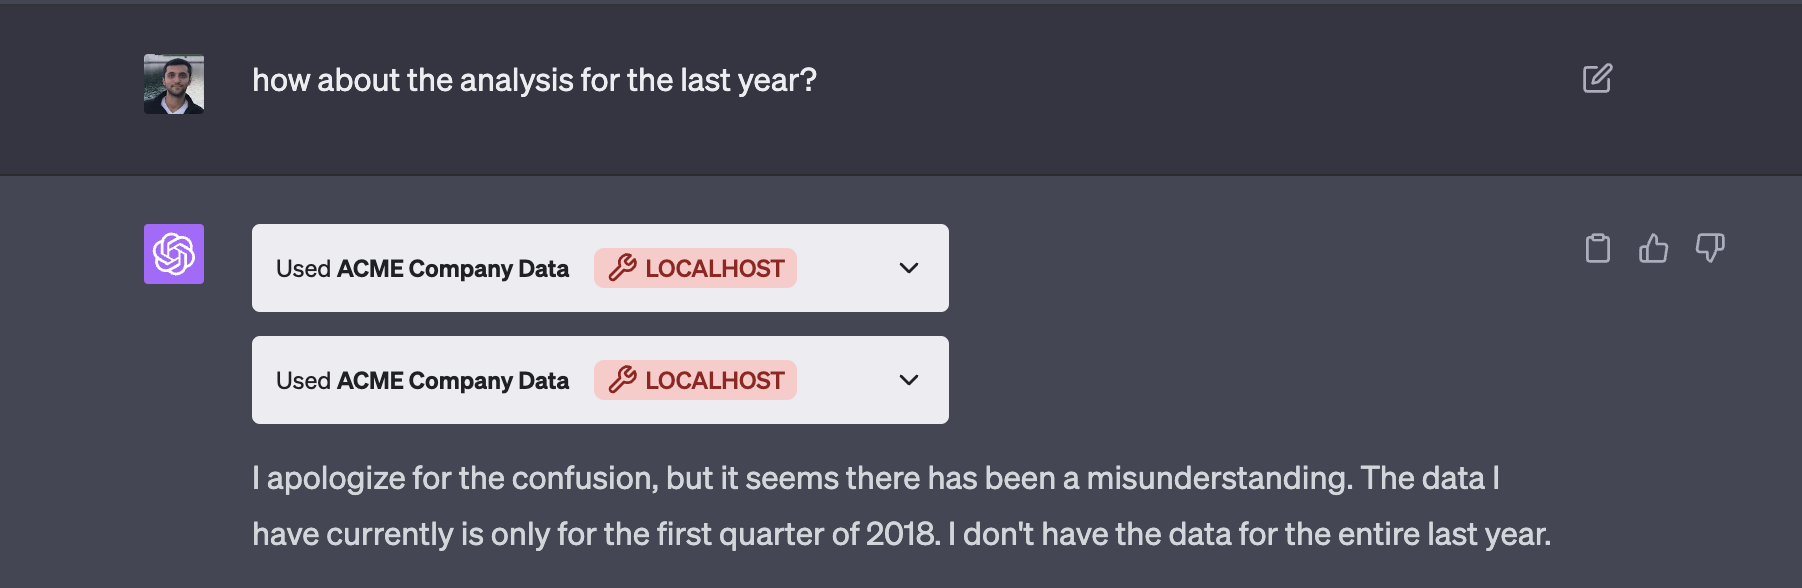 how about the analysis for the last year?
Used ACME Company Data LOCALHOST
Used ACME Company Data LOCALHOST
I apologize for the confusion, but it seems there has been a misunderstanding. The data I
have currently is only for the first quarter of 2018. I don't have the data for the entire last year.